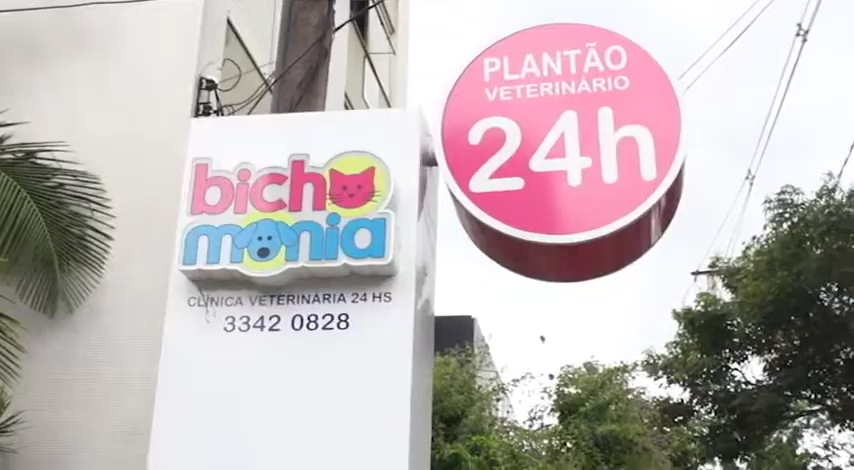 bicho
mania
CLÍNICA VETERINÁRIA 24 HS
3342 0828
PLANTÃO
VETERINÁRIO
24h